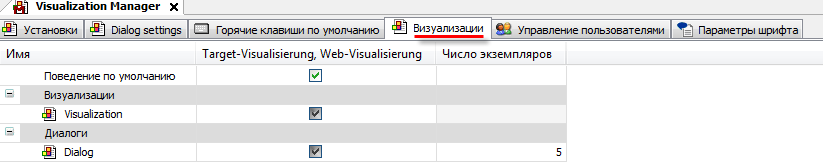 Visualization Manager
Установки Dialog settings Горячие клавиши по умолчанию Визуализации Управление пользователями Параметры шрифта
Имя Target-Visualisierung, Web-Visualisierung Число экземпляров
Поведение по умолчанию
Визуализации
Visualization
Диалоги
Dialog 5